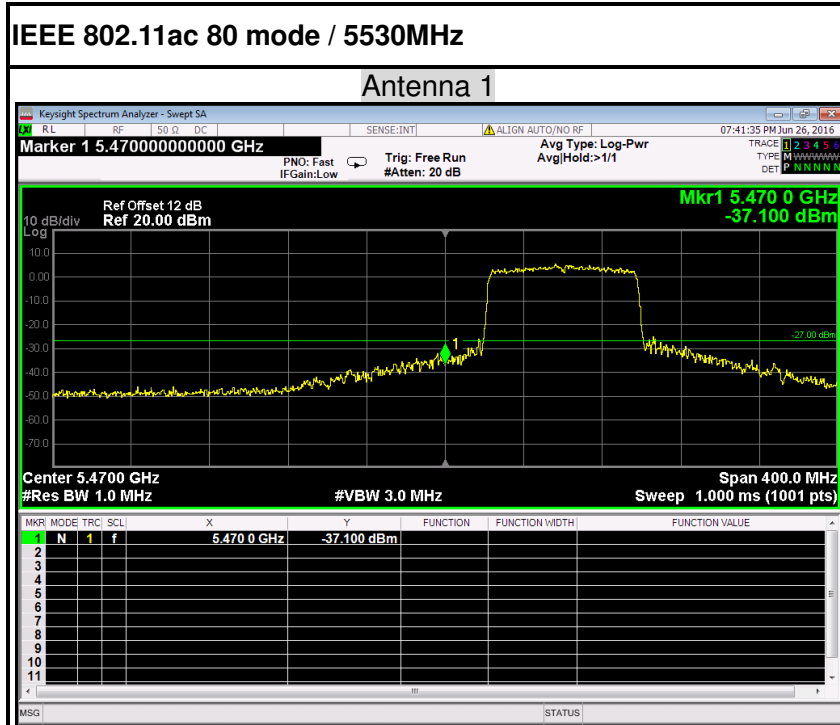 IEEE 802.11ac 80 mode / 5530MHz
Antenna 1
Keysight Spectrum Analyzer - Swept SA
RL RF 50 Ω DC SENSE:INT ALIGN AUTO/NO RF 07:41:35 PM Jun 26, 2016
Marker 1 5.470000000000 GHz
PNO: Fast
IFGain:Low
Trig: Free Run
#Atten: 20 dB
Avg Type: Log-Pwr
Avg|Hold:>1/1
TRACE 1 2 3 4 5 6
TYPE M WWWWW
DET P N N N N N
Mkr1 5.470 0 GHz
-37.100 dBm
Ref Offset 12 dB
10 dB/div Ref 20.00 dBm
Log
10.0
0.00
-10.0
-20.0
-27.00 dBm
1
-30.0
-40.0
-50.0
-60.0
-70.0
Center 5.4700 GHz Span 400.0 MHz
#Res BW 1.0 MHz #VBW 3.0 MHz Sweep 1.000 ms (1001 pts)
MKR MODE TRC SCL X Y FUNCTION FUNCTION WIDTH FUNCTION VALUE
1 N 1 f 5.470 0 GHz -37.100 dBm
2
3
4
5
6
7
8
9
10
11
MSG STATUS